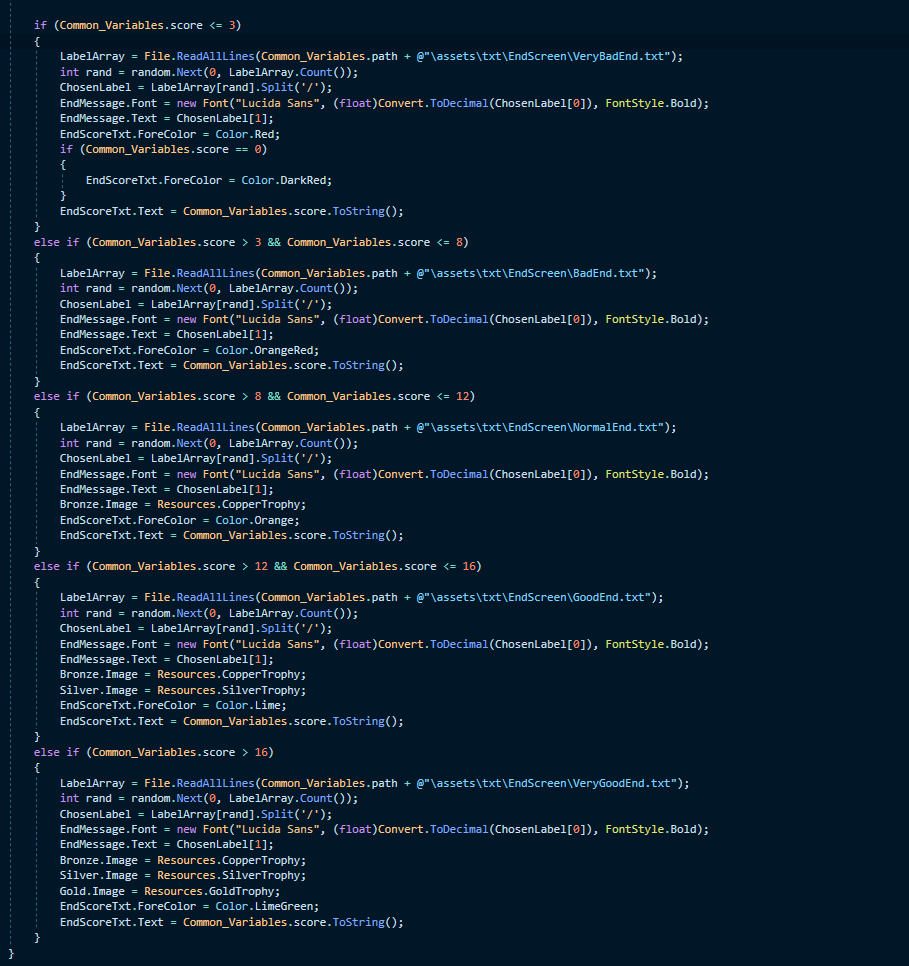 if (Common_Variables.score <= 3)
{
LabelArray = File.ReadAllLines(Common_Variables.path + @"\assets\txt\EndScreen\VeryBadEnd.txt");
int rand = random.Next(0, LabelArray.Count());
ChosenLabel = LabelArray[rand].Split('/');
EndMessage.Font = new Font("Lucida Sans", (float)Convert.ToDecimal(ChosenLabel[0]), FontStyle.Bold);
EndMessage.Text = ChosenLabel[1];
EndScoreTxt.ForeColor = Color.Red;
if (Common_Variables.score == 0)
{
EndScoreTxt.ForeColor = Color.DarkRed;
}
EndScoreTxt.Text = Common_Variables.score.ToString();
}
else if (Common_Variables.score > 3 && Common_Variables.score <= 8)
{
LabelArray = File.ReadAllLines(Common_Variables.path + @"\assets\txt\EndScreen\BadEnd.txt");
int rand = random.Next(0, LabelArray.Count());
ChosenLabel = LabelArray[rand].Split('/');
EndMessage.Font = new Font("Lucida Sans", (float)Convert.ToDecimal(ChosenLabel[0]), FontStyle.Bold);
EndMessage.Text = ChosenLabel[1];
EndScoreTxt.ForeColor = Color.OrangeRed;
EndScoreTxt.Text = Common_Variables.score.ToString();
}
else if (Common_Variables.score > 8 && Common_Variables.score <= 12)
{
LabelArray = File.ReadAllLines(Common_Variables.path + @"\assets\txt\EndScreen\NormalEnd.txt");
int rand = random.Next(0, LabelArray.Count());
ChosenLabel = LabelArray[rand].Split('/');
EndMessage.Font = new Font("Lucida Sans", (float)Convert.ToDecimal(ChosenLabel[0]), FontStyle.Bold);
EndMessage.Text = ChosenLabel[1];
Bronze.Image = Resources.CopperTrophy;
EndScoreTxt.ForeColor = Color.Orange;
EndScoreTxt.Text = Common_Variables.score.ToString();
}
else if (Common_Variables.score > 12 && Common_Variables.score <= 16)
{
LabelArray = File.ReadAllLines(Common_Variables.path + @"\assets\txt\EndScreen\GoodEnd.txt");
int rand = random.Next(0, LabelArray.Count());
ChosenLabel = LabelArray[rand].Split('/');
EndMessage.Font = new Font("Lucida Sans", (float)Convert.ToDecimal(ChosenLabel[0]), FontStyle.Bold);
EndMessage.Text = ChosenLabel[1];
Bronze.Image = Resources.CopperTrophy;
Silver.Image = Resources.SilverTrophy;
EndScoreTxt.ForeColor = Color.Lime;
EndScoreTxt.Text = Common_Variables.score.ToString();
}
else if (Common_Variables.score > 16)
{
LabelArray = File.ReadAllLines(Common_Variables.path + @"\assets\txt\EndScreen\VeryGoodEnd.txt");
int rand = random.Next(0, LabelArray.Count());
ChosenLabel = LabelArray[rand].Split('/');
EndMessage.Font = new Font("Lucida Sans", (float)Convert.ToDecimal(ChosenLabel[0]), FontStyle.Bold);
EndMessage.Text = ChosenLabel[1];
Bronze.Image = Resources.CopperTrophy;
Silver.Image = Resources.SilverTrophy;
Gold.Image = Resources.GoldTrophy;
EndScoreTxt.ForeColor = Color.LimeGreen;
EndScoreTxt.Text = Common_Variables.score.ToString();
}
}